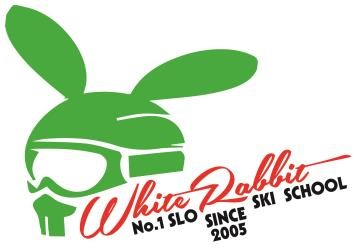 White Rabbit
No.1 SLO SINCE SKI SCHOOL
2005